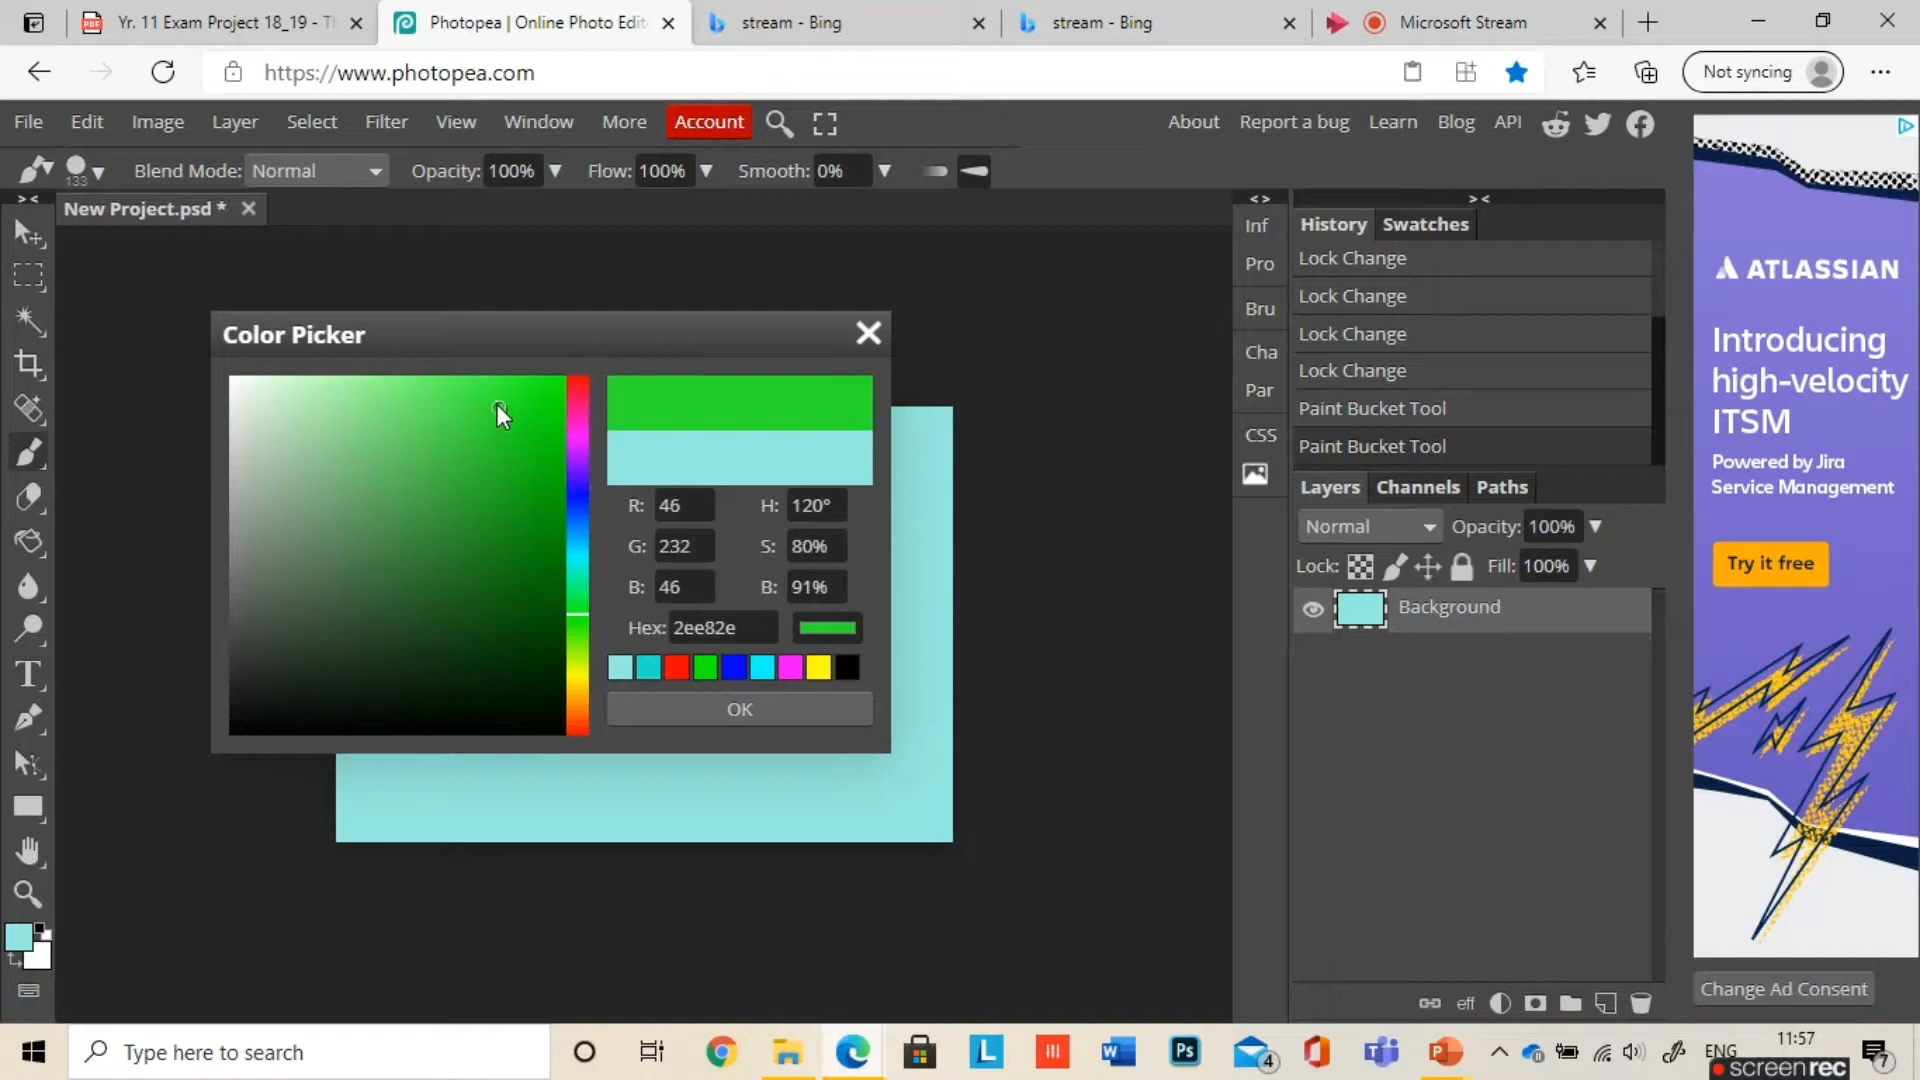 Yr. 11 Exam Project 18_19 - Th
Photopea | Online Photo Edit
stream - Bing
stream - Bing
Microsoft Stream
https://www.photopea.com
Not syncing
File Edit Image Layer Select Filter View Window More Account
About Report a bug Learn Blog API
133
Blend Mode: Normal Opacity: 100% Flow: 100% Smooth: 0%
New Project.psd *
Color Picker
R: 46 H: 120°
G: 232 S: 80%
B: 46 B: 91%
Hex: 2ee82e
OK
Inf
Pro
Bru
Cha
Par
CSS
History Swatches
Lock Change
Lock Change
Lock Change
Lock Change
Paint Bucket Tool
Paint Bucket Tool
Layers Channels Paths
Normal Opacity: 100%
Lock: Fill: 100%
Background
eff
ATLASSIAN
Introducing
high-velocity
ITSM
Powered by Jira
Service Management
Try it free
Change Ad Consent
Type here to search
4
ENG
11:57
7
screenrec